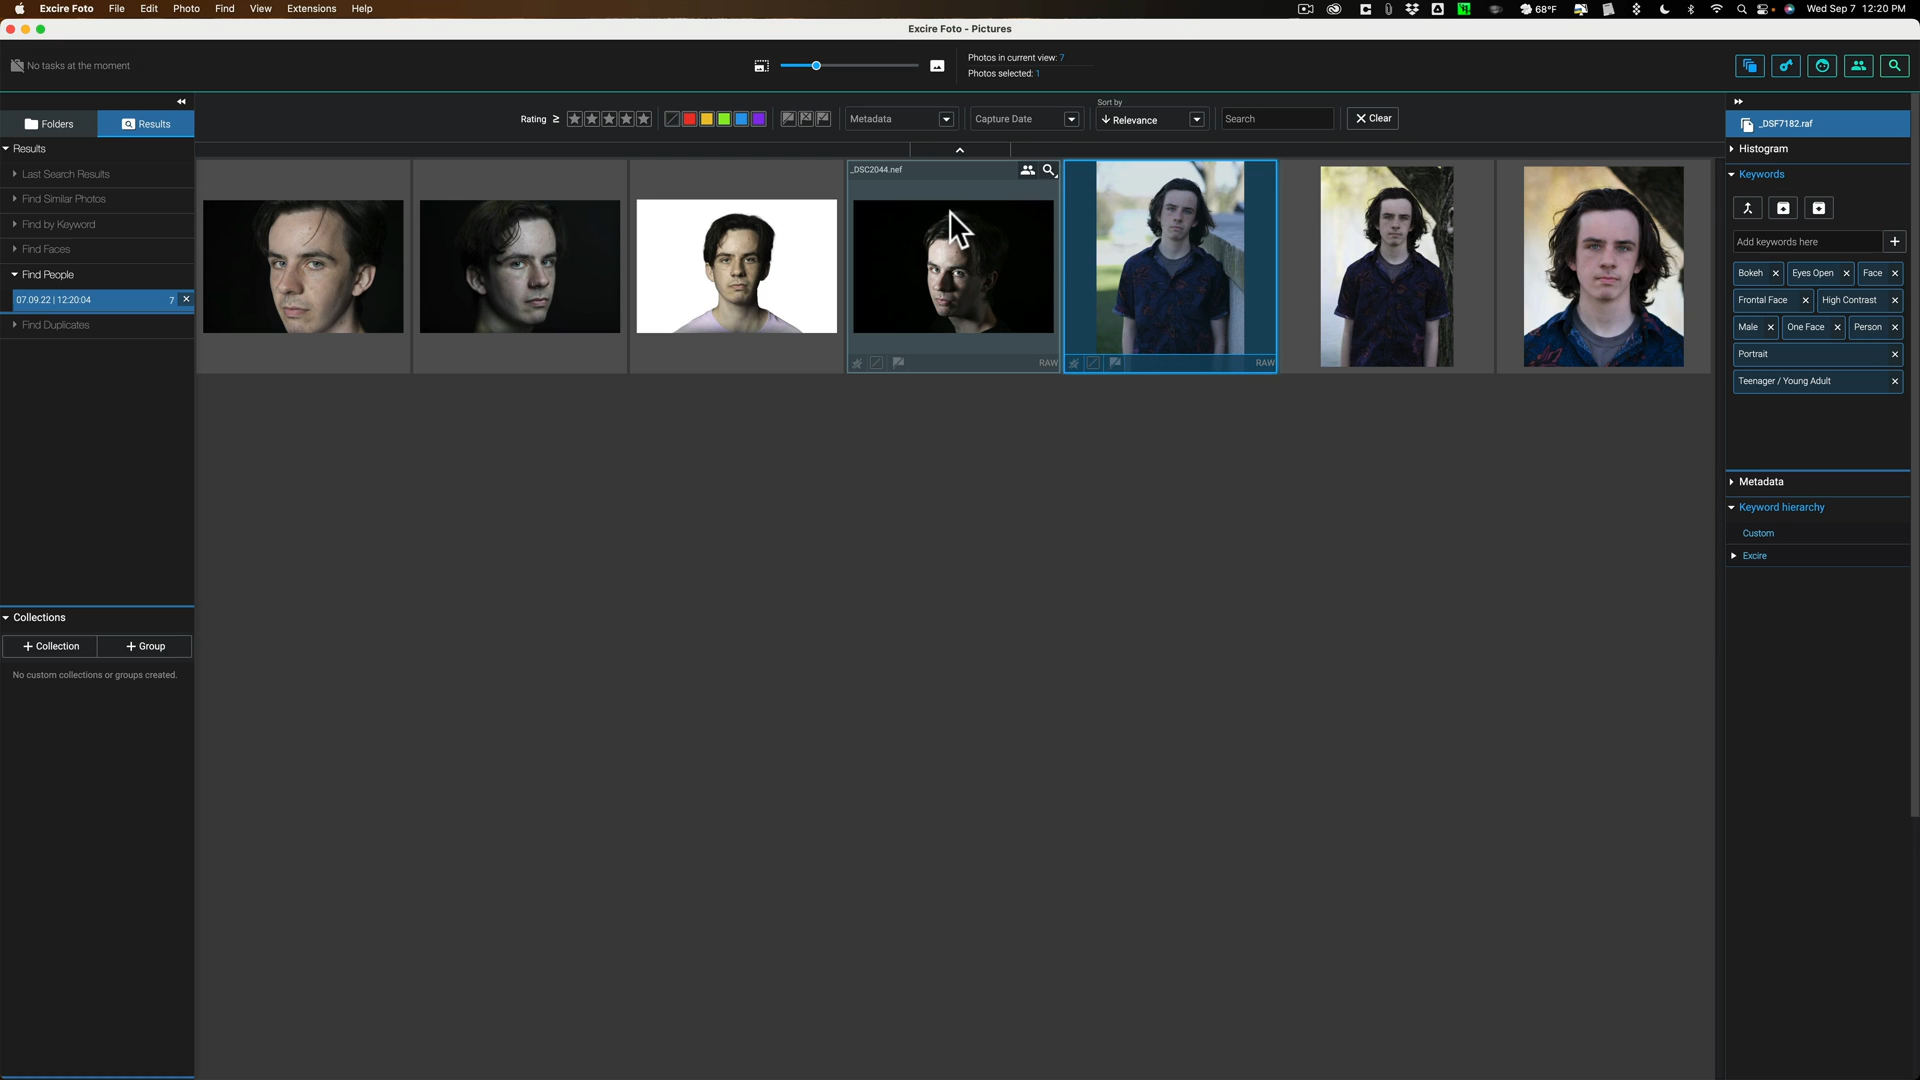 Excire Foto File Edit Photo Find View Extensions Help
68°F Wed Sep 7 12:20 PM
Excire Foto - Pictures
No tasks at the moment
Photos in current view: 7
Photos selected: 1
Folders Results
Rating ≥ Metadata Capture Date Sort by Relevance Search Clear
Results
Last Search Results
Find Similar Photos
Find by Keyword
Find Faces
Find People
07.09.22 | 12:20:04 7
Find Duplicates
Collections
+ Collection + Group
No custom collections or groups created.
_DSC2044.nef
RAW
RAW
_DSF7182.raf
Histogram
Keywords
Add keywords here
Bokeh Eyes Open Face
Frontal Face High Contrast
Male One Face Person
Portrait
Teenager / Young Adult
Metadata
Keyword hierarchy
Custom
Excire